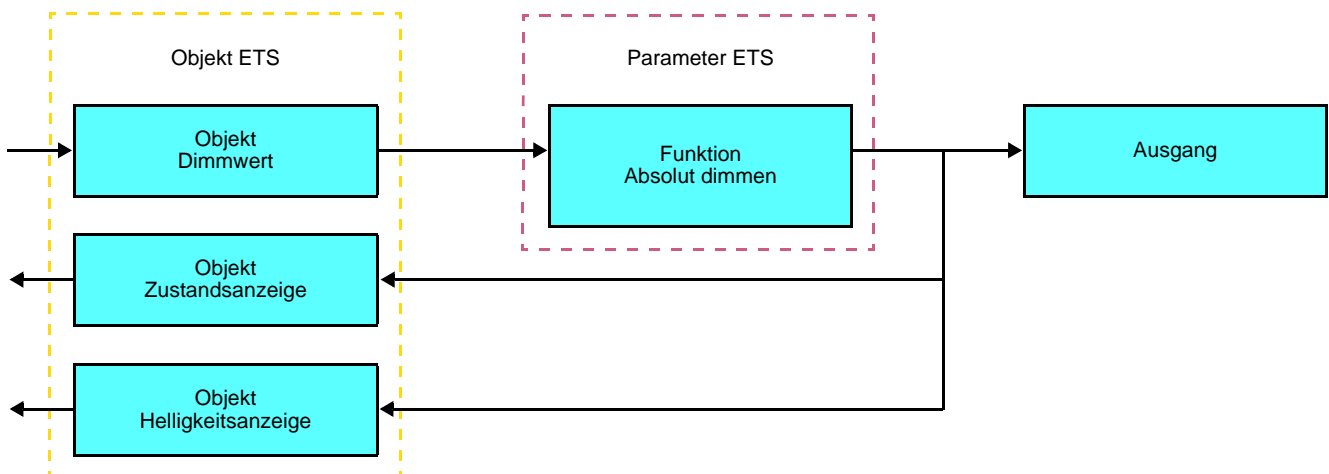 Objekt ETS
Parameter ETS
Objekt
Dimmwert
Funktion
Absolut dimmen
Ausgang
Objekt
Zustandsanzeige
Objekt
Helligkeitsanzeige